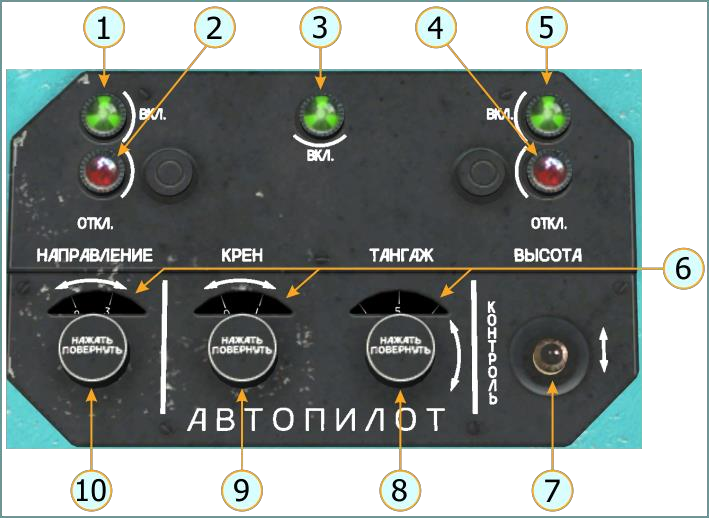 1 2 3 4 5
ВКЛ. ВКЛ.
ВКЛ.
ОТКЛ. ОТКЛ.
НАПРАВЛЕНИЕ КРЕН ТАНГАЖ ВЫСОТА
6
5
КОНТРОЛЬ
НАЖАТЬ НАЖАТЬ НАЖАТЬ
ПОВЕРНУТЬ ПОВЕРНУТЬ ПОВЕРНУТЬ
АВТОПИЛОТ
10 9 8 7